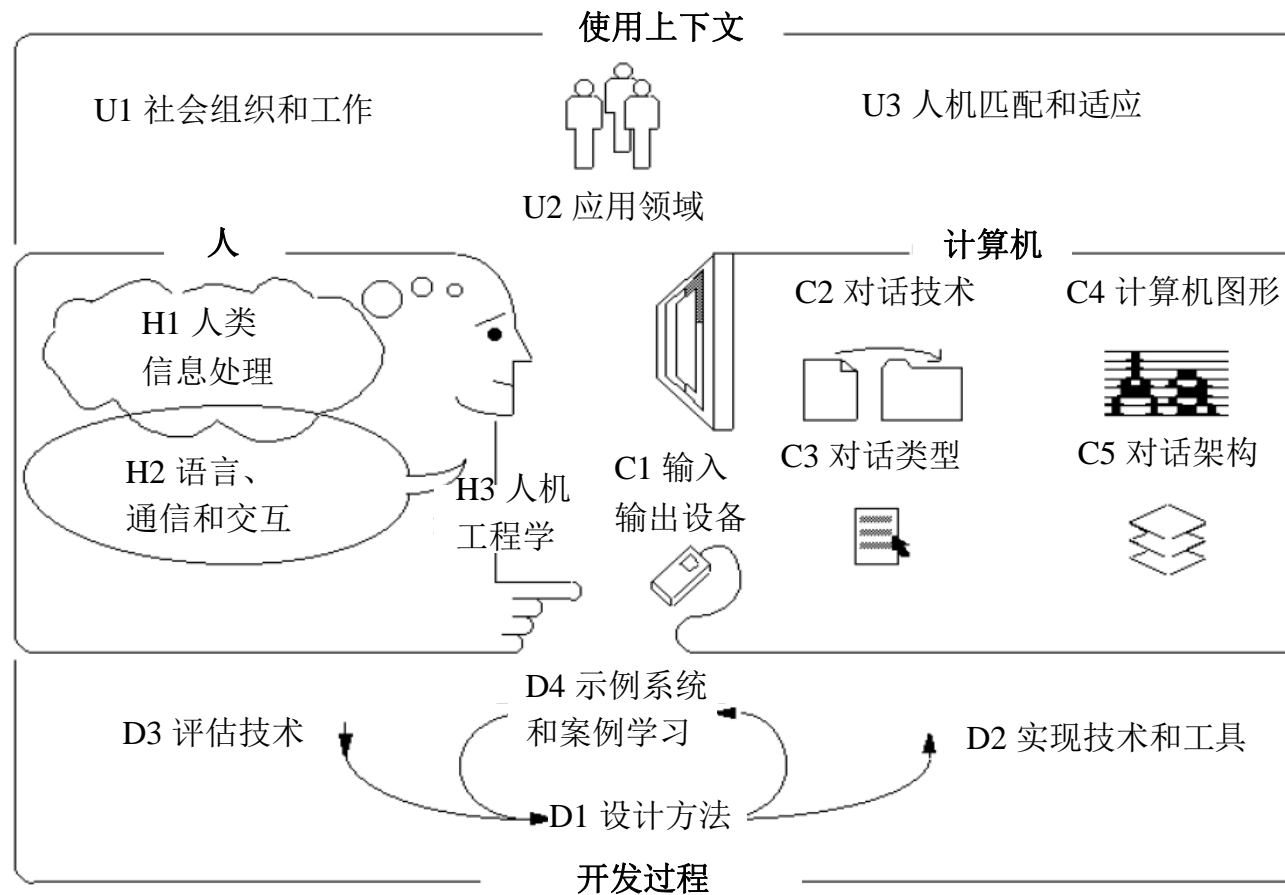 使用上下文
U1 社会组织和工作
U3 人机匹配和适应
U2 应用领域
人
计算机
H1 人类
信息处理
H2 语言、
通信和交互
H3 人机
工程学
C1 输入
输出设备
C2 对话技术
C4 计算机图形
C3 对话类型
C5 对话架构
D4 示例系统
和案例学习
D3 评估技术
D2 实现技术和工具
D1 设计方法
开发过程